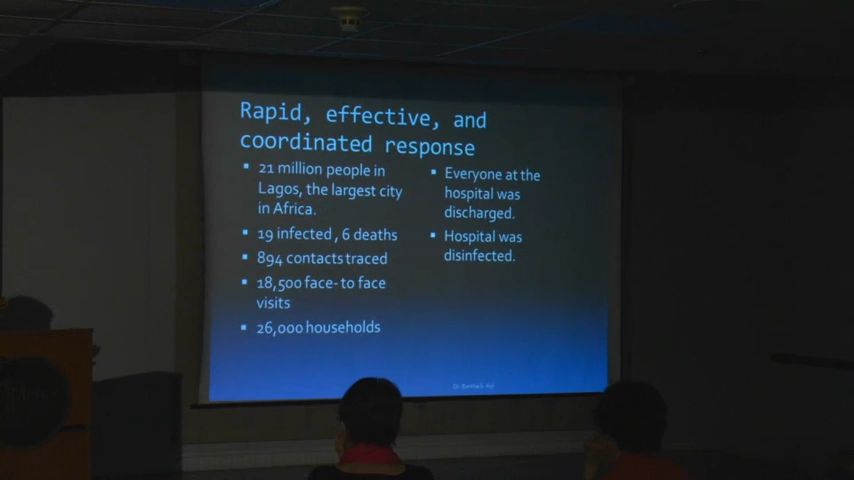 Rapid, effective, and
coordinated response
▪ 21 million people in
Lagos, the largest city
in Africa.
▪ 19 infected , 6 deaths
▪ 894 contacts traced
▪ 18,500 face- to face
visits
▪ 26,000 households
▪ Everyone at the
hospital was
discharged.
▪ Hospital was
disinfected.
Dr.